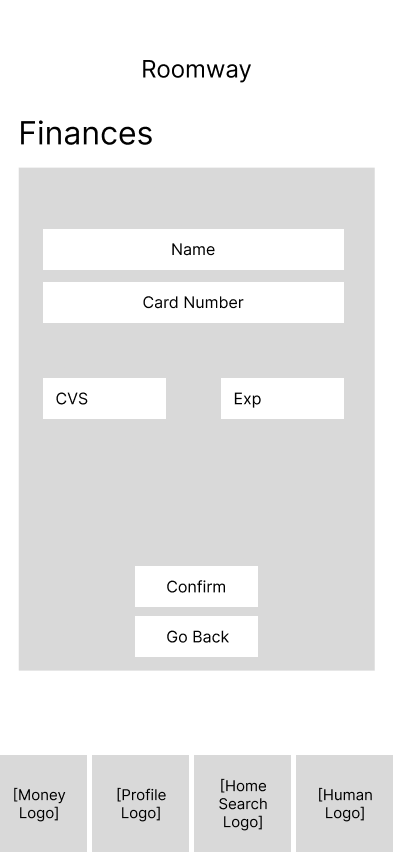 Roomway
Finances
Name
Card Number
CVS
Exp
Confirm
Go Back
[Money
Logo]
[Profile
Logo]
[Home
Search
Logo]
[Human
Logo]